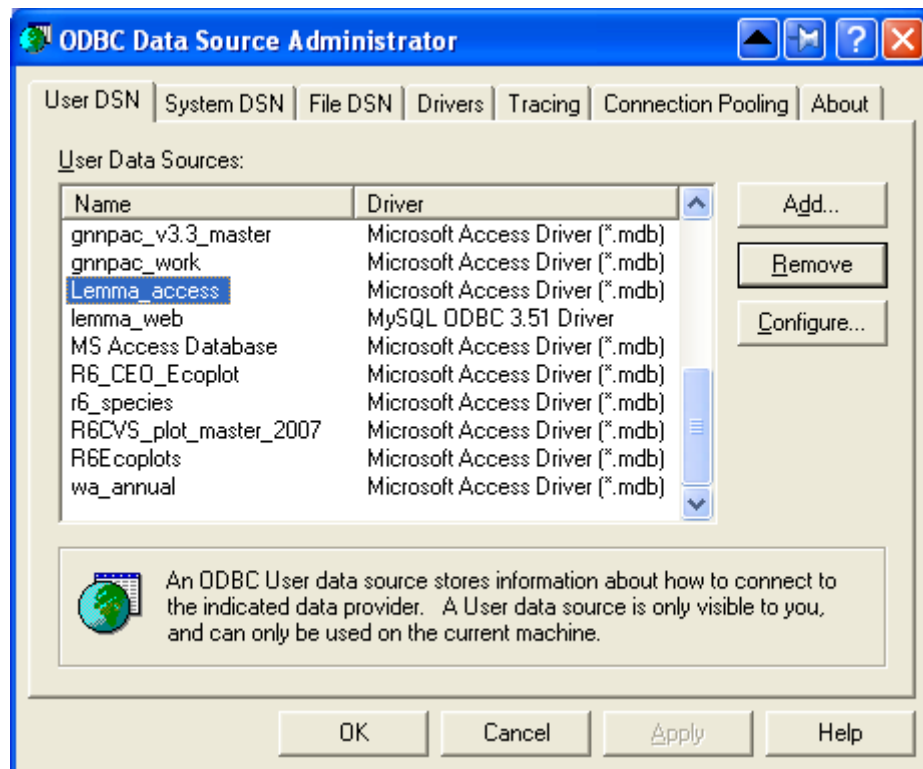 ODBC Data Source Administrator
User DSN System DSN File DSN Drivers Tracing Connection Pooling About
User Data Sources:
Name Driver
gnnpac_v3.3_master Microsoft Access Driver (*.mdb)
gnnpac_work Microsoft Access Driver (*.mdb)
Lemma_access Microsoft Access Driver (*.mdb)
lemma_web MySQL ODBC 3.51 Driver
MS Access Database Microsoft Access Driver (*.mdb)
R6_CEO_Ecoplot Microsoft Access Driver (*.mdb)
r6_species Microsoft Access Driver (*.mdb)
R6CVS_plot_master_2007 Microsoft Access Driver (*.mdb)
R6Ecoplots Microsoft Access Driver (*.mdb)
wa_annual Microsoft Access Driver (*.mdb)
Add...
Remove
Configure...
An ODBC User data source stores information about how to connect to
the indicated data provider. A User data source is only visible to you,
and can only be used on the current machine.
OK Cancel Apply Help